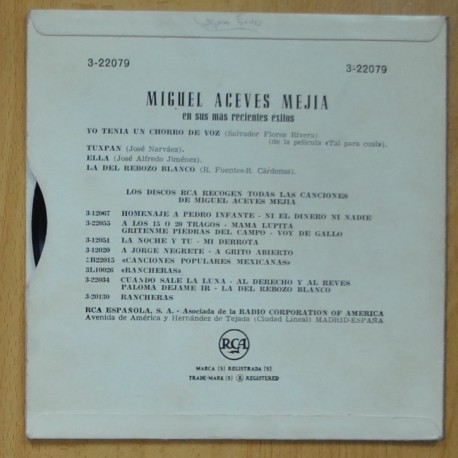 3-22079
3-22079
MIGUEL ACEVES MEJIA
en sus más recientes éxitos
YO TENIA UN CHORRO DE VOZ (Salvador Flores Rivera)
(de la película «Tal para cual»).
TUXPAN (José Narváez).
ELLA (José Alfredo Jiménez).
LA DEL REBOZO BLANCO (R. Fuentes-R. Cárdenas).
LOS DISCOS RCA RECOGEN TODAS LAS CANCIONES
DE MIGUEL ACEVES MEJIA
3-12067 HOMENAJE A PEDRO INFANTE - NI EL DINERO NI NADIE
3-22055 A LOS 15 O 20 TRAGOS - MAMA LUPITA
GRITENME PIEDRAS DEL CAMPO - VOY DE GALLO
3-12051 LA NOCHE Y TU - MI DERROTA
3-12020 A JORGE NEGRETE - A GRITO ABIERTO
3B22015 «CANCIONES POPULARES MEXICANAS»
3L10026 «RANCHERAS»
3-22034 CUANDO SALE LA LUNA - AL DERECHO Y AL REVES
PALOMA DEJAME IR - LA DEL REBOZO BLANCO
3-20130 RANCHERAS
RCA ESPAÑOLA, S. A. - Asociada de la RADIO CORPORATION OF AMERICA
Avenida de América y Hernández de Tejada (Ciudad Lineal) MADRID-ESPAÑA
RCA
MARCA (S) REGISTRADA (S)
TRADE-MARK (S) ® REGISTERED